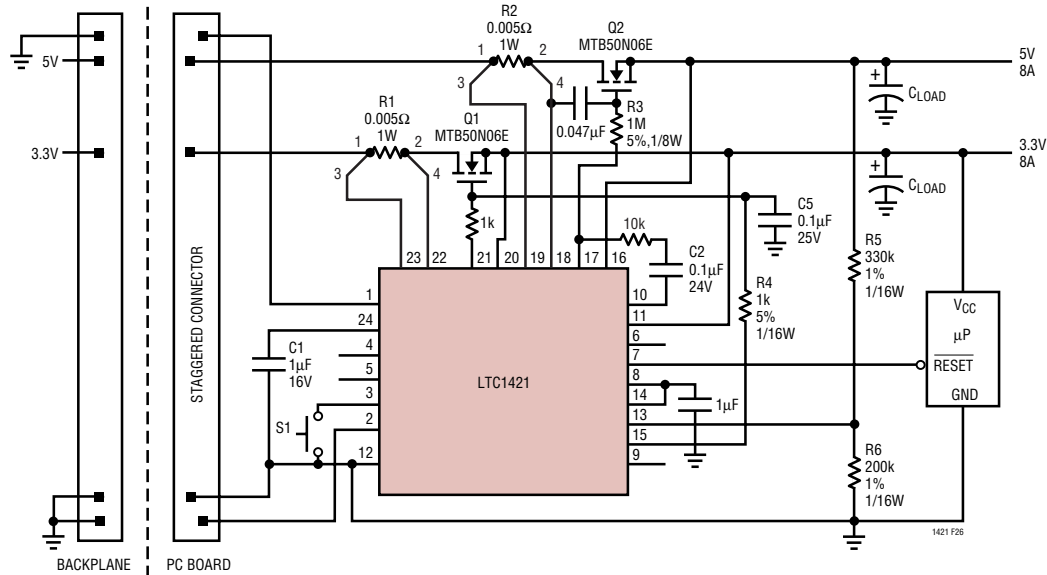 R2
0.005Ω
1W
1
2
3
4
Q2
MTB50N06E
5V
5V
8A
+
CLOAD
R1
0.005Ω
1W
Q1
MTB50N06E
0.047µF
R3
1M
5%,1/8W
3.3V
1
2
3
4
3.3V
8A
+
CLOAD
1k
10k
C5
0.1µF
25V
STAGGERED CONNECTOR
23
22
21
20
19
18
17
16
C2
0.1µF
24V
R4
1k
5%
1/16W
R5
330k
1%
1/16W
1
24
4
5
3
2
12
LTC1421
10
11
6
7
8
14
13
15
9
C1
1µF
16V
S1
1µF
VCC
µP
RESET
GND
R6
200k
1%
1/16W
1421 F26
BACKPLANE
PC BOARD